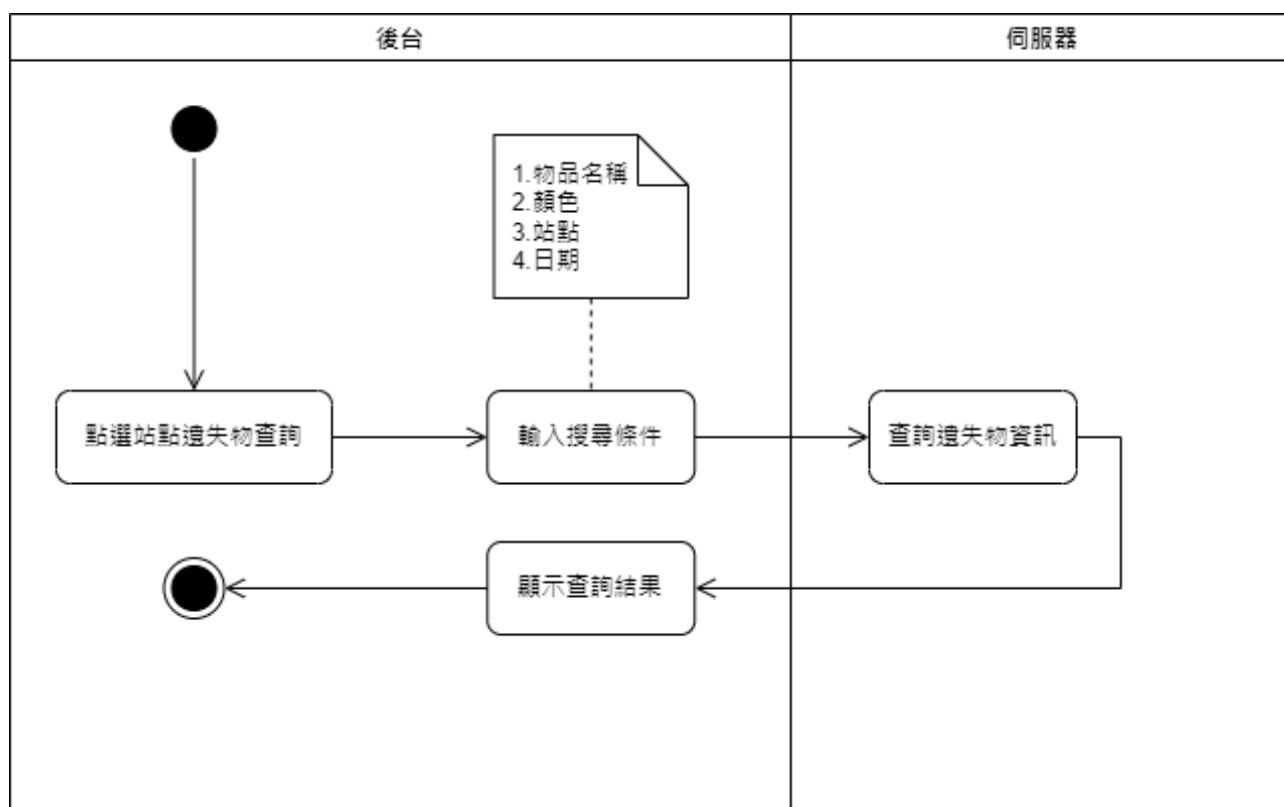 後台
伺服器
1.物品名稱
2.顏色
3.站點
4.日期
點選站點遺失物查詢
輸入搜尋條件
查詢遺失物資訊
顯示查詢結果